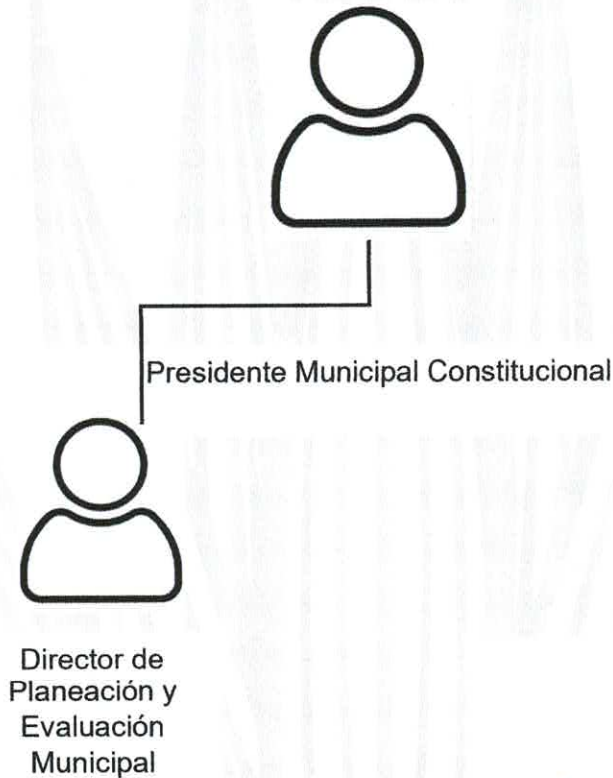 Presidente Municipal Constitucional
Director de
Planeación y
Evaluación
Municipal